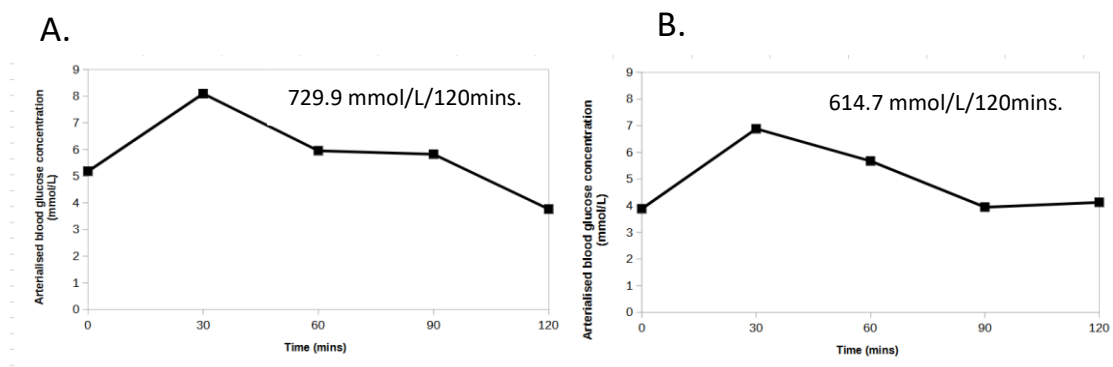 A.
729.9 mmol/L/120mins.
Arterialised blood glucose concentration
(mmol/L)
9
8
7
6
5
4
3
2
1
0
0 30 60 90 120
Time (mins)
B.
614.7 mmol/L/120mins.
Arterialised blood glucose concentration
(mmol/L)
9
8
7
6
5
4
3
2
1
0
0 30 60 90 120
Time (mins)